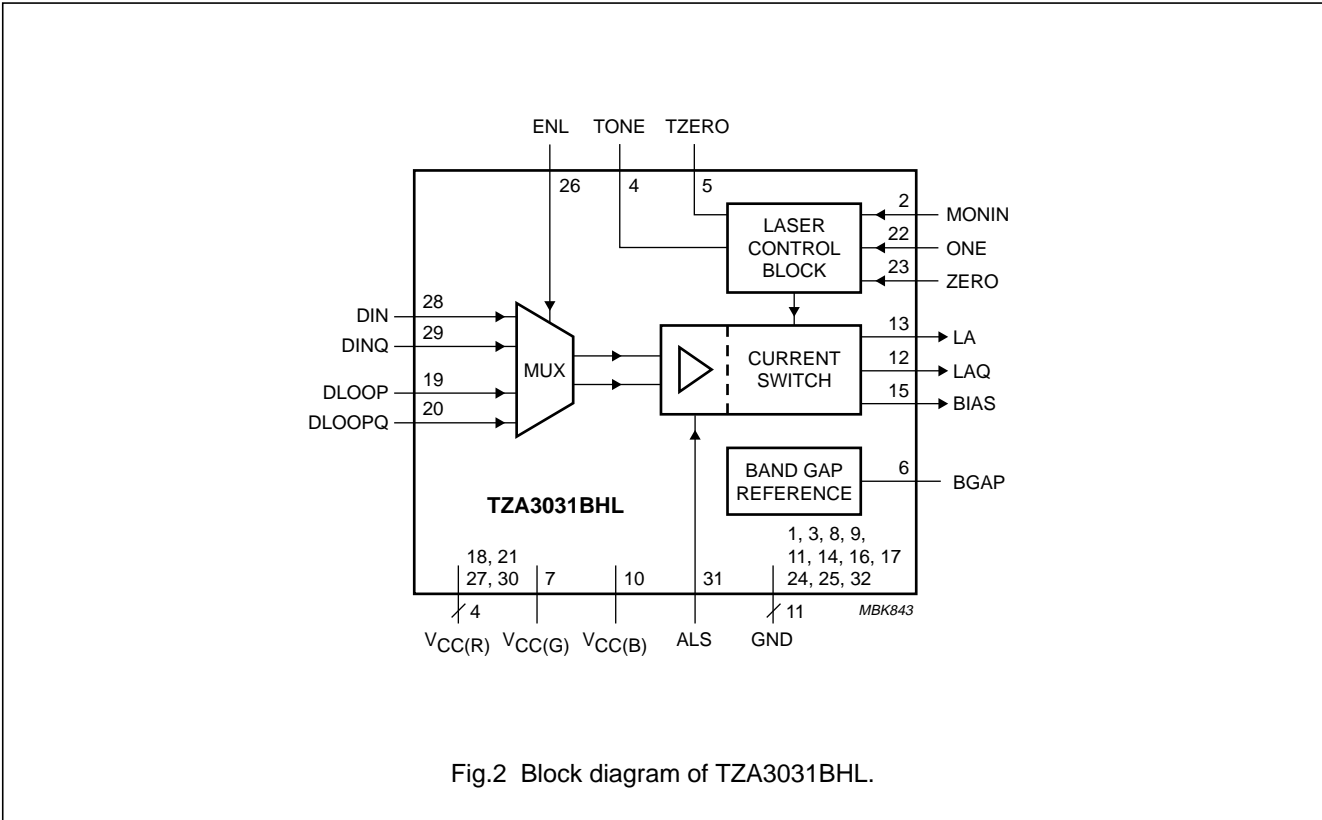 ENL TONE TZERO
26 4 5
2 MONIN
LASER
CONTROL
BLOCK
22 ONE
23 ZERO
DIN 28
DINQ 29
DLOOP 19
DLOOPQ 20
MUX
CURRENT
SWITCH
13 LA
12 LAQ
15 BIAS
BAND GAP
REFERENCE
6 BGAP
TZA3031BHL
18, 21
27, 30
7
10
31
1, 3, 8, 9,
11, 14, 16, 17
24, 25, 32
4
11
MBK843
VCC(R) VCC(G) VCC(B) ALS GND
Fig.2 Block diagram of TZA3031BHL.